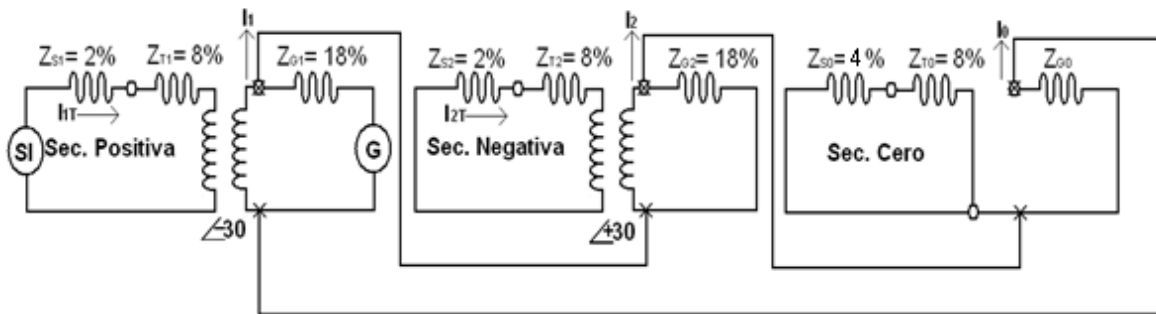 I1
I2
I0
ZS1= 2% ZT1= 8% ZG1= 18%
ZS2= 2% ZT2= 8% ZG2= 18%
ZS0= 4 % ZT0= 8% ZG0
I1T
I2T
SI Sec. Positiva G
Sec. Negativa
Sec. Cero
∠-30
∠+30